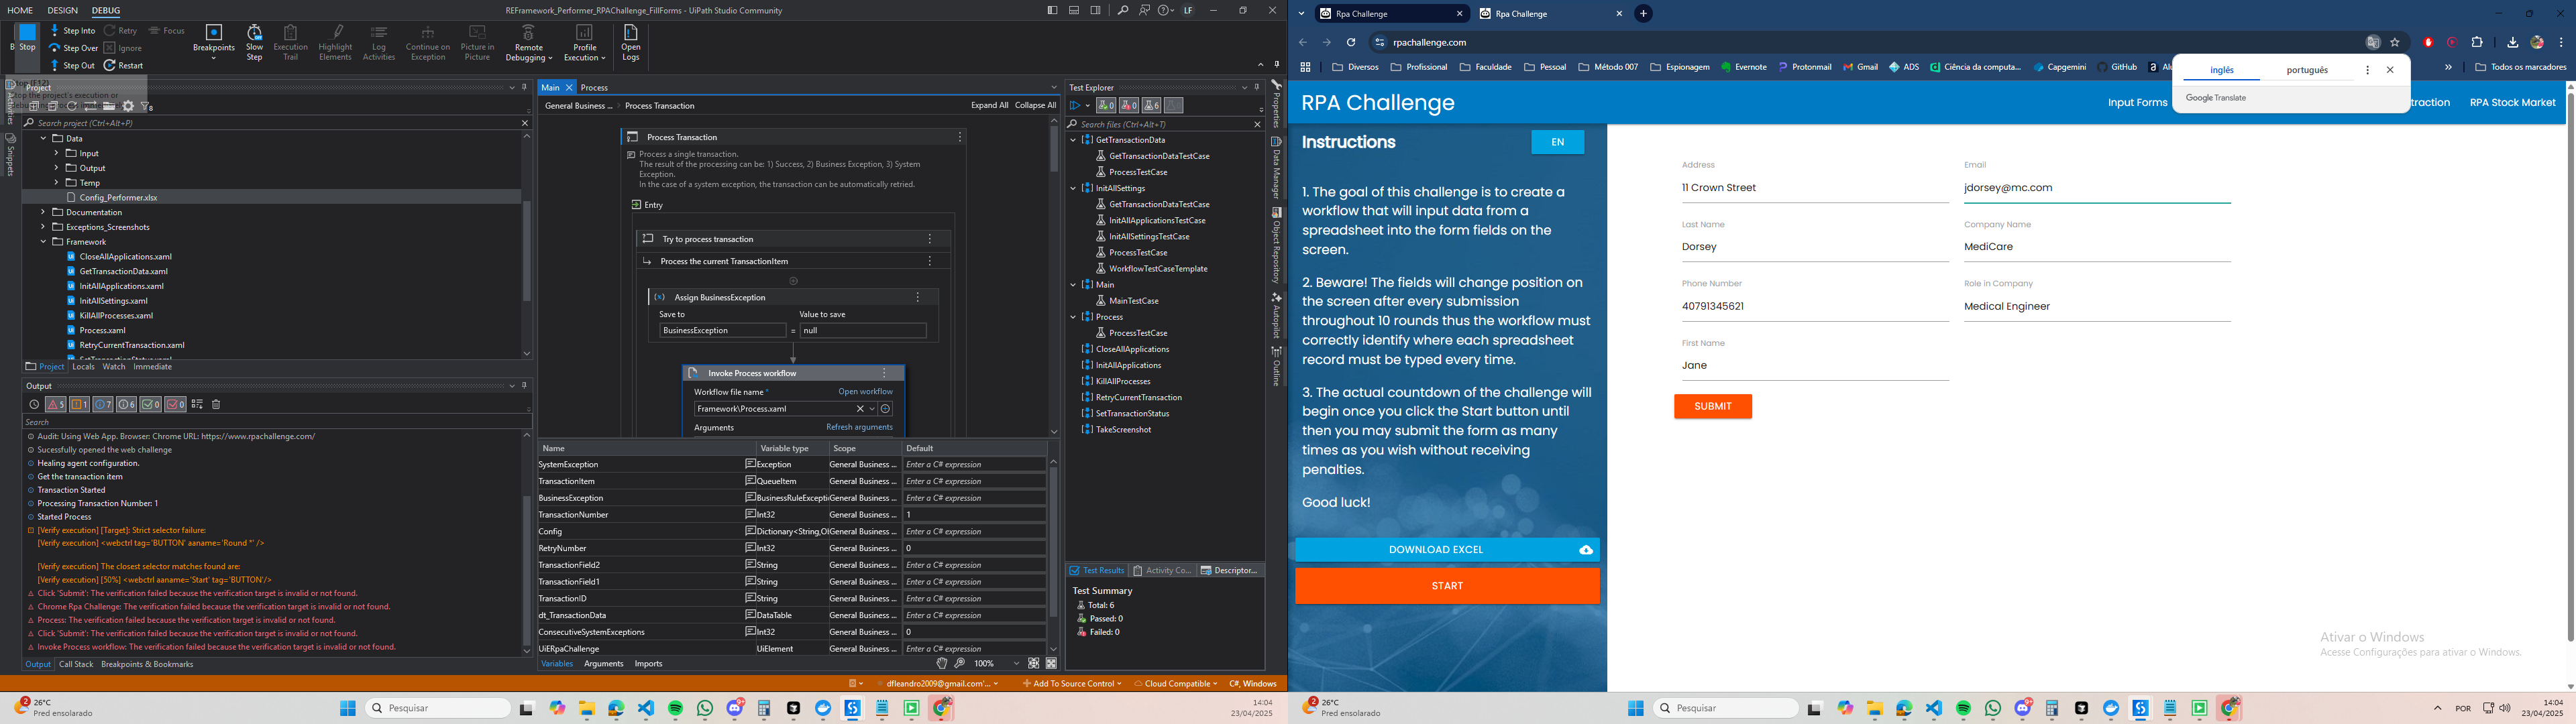 HOME
DESIGN
DEBUG
REFramework_Performer_RPAChallenge_FillForms - UiPath Studio Community
LF
Stop
Step Into
Step Over
Step Out
Retry
Ignore
Restart
Focus
Breakpoints
Slow Step
Execution Trail
Highlight Elements
Log Activities
Continue on Exception
Picture in Picture
Remote Debugging
Profile Execution
Open Logs
Project
Search project (Ctrl+Alt+P)
Data
Input
Output
Temp
Config_Performer.xlsx
Documentation
Exceptions_Screenshots
Framework
CloseAllApplications.xaml
GetTransactionData.xaml
InitAllApplications.xaml
InitAllSettings.xaml
KillAllProcesses.xaml
Process.xaml
RetryCurrentTransaction.xaml
SetTransactionStatus.xaml
Project
Locals
Watch
Immediate
Output
5
1
7
6
0
0
Search
Audit: Using Web App. Browser: Chrome URL: https://www.rpachallenge.com/
Sucessfully opened the web challenge
Healing agent configuration.
Get the transaction item
Transaction Started
Processing Transaction Number: 1
Started Process
[Verify execution] [Target]: Strict selector failure:
[Verify execution] <webctrl tag='BUTTON' aaname='Round *' />
[Verify execution] The closest selector matches found are:
[Verify execution] [50%] <webctrl aaname='Start' tag='BUTTON'/>
Click 'Submit': The verification failed because the verification target is invalid or not found.
Chrome Rpa Challenge: The verification failed because the verification target is invalid or not found.
Process: The verification failed because the verification target is invalid or not found.
Click 'Submit': The verification failed because the verification target is invalid or not found.
Invoke Process workflow: The verification failed because the verification target is invalid or not found.
Output
Call Stack
Breakpoints & Bookmarks
Activities
Snippets
Main
Process
General Business ...
Process Transaction
Expand All
Collapse All
Process Transaction
Process a single transaction.
The result of the processing can be: 1) Success, 2) Business Exception, 3) System
Exception.
In the case of a system exception, the transaction can be automatically retried.
Entry
Try to process transaction
Process the current TransactionItem
Assign BusinessException
Save to
Value to save
BusinessException
=
null
Invoke Process workflow
Workflow file name *
Open workflow
Framework\Process.xaml
Arguments
Refresh arguments
Name
Variable type
Scope
Default
SystemException Exception General Business ... Enter a C# expression
TransactionItem QueueItem General Business ... Enter a C# expression
BusinessException BusinessRuleExcepti General Business ... Enter a C# expression
TransactionNumber Int32 General Business ... 1
Config Dictionary<String,Ol General Business ... Enter a C# expression
RetryNumber Int32 General Business ... 0
TransactionField2 String General Business ... Enter a C# expression
TransactionField1 String General Business ... Enter a C# expression
TransactionID String General Business ... Enter a C# expression
dt_TransactionData DataTable General Business ... Enter a C# expression
ConsecutiveSystemExceptions Int32 General Business ... 0
UiERpaChallenge UiElement General Business ... Enter a C# expression
Variables
Arguments
Imports
100%
Test Explorer
0
0
6
Search files (Ctrl+Alt+T)
GetTransactionData
GetTransactionDataTestCase
ProcessTestCase
InitAllSettings
GetTransactionDataTestCase
InitAllApplicationsTestCase
InitAllSettingsTestCase
ProcessTestCase
WorkflowTestCaseTemplate
Main
MainTestCase
Process
ProcessTestCase
CloseAllApplications
InitAllApplications
KillAllProcesses
RetryCurrentTransaction
SetTransactionStatus
TakeScreenshot
Test Results
Activity Co...
Descriptor...
Test Summary
Total: 6
Passed: 0
Failed: 0
Properties
Data Manager
Object Repository
Autopilot
Outline
dfleandro2009@gmail.com'...
Add To Source Control
Cloud Compatible
C#, Windows
26°C
Pred ensolarado
Pesquisar
14:04
23/04/2025
Rpa Challenge
Rpa Challenge
rpachallenge.com
Diversos
Profissional
Faculdade
Pessoal
Método 007
Espionagem
Evernote
Protonmail
Gmail
ADS
Ciência da computa...
Capgemini
GitHub
Todos os marcadores
inglês
português
Google Translate
RPA Challenge
Input Forms
RPA Stock Market
Instructions
EN
1. The goal of this challenge is to create a
workflow that will input data from a
spreadsheet into the form fields on the
screen.
2. Beware! The fields will change position on
the screen after every submission
throughout 10 rounds thus the workflow must
correctly identify where each spreadsheet
record must be typed every time.
3. The actual countdown of the challenge will
begin once you click the Start button until
then you may submit the form as many
times as you wish without receiving
penalties.
Good luck!
DOWNLOAD EXCEL
START
Address
11 Crown Street
Email
jdorsey@mc.com
Last Name
Dorsey
Company Name
MediCare
Phone Number
40791345621
Role in Company
Medical Engineer
First Name
Jane
SUBMIT
Ativar o Windows
Acesse Configurações para ativar o Windows.
26°C
Pred ensolarado
Pesquisar
POR
14:04
23/04/2025